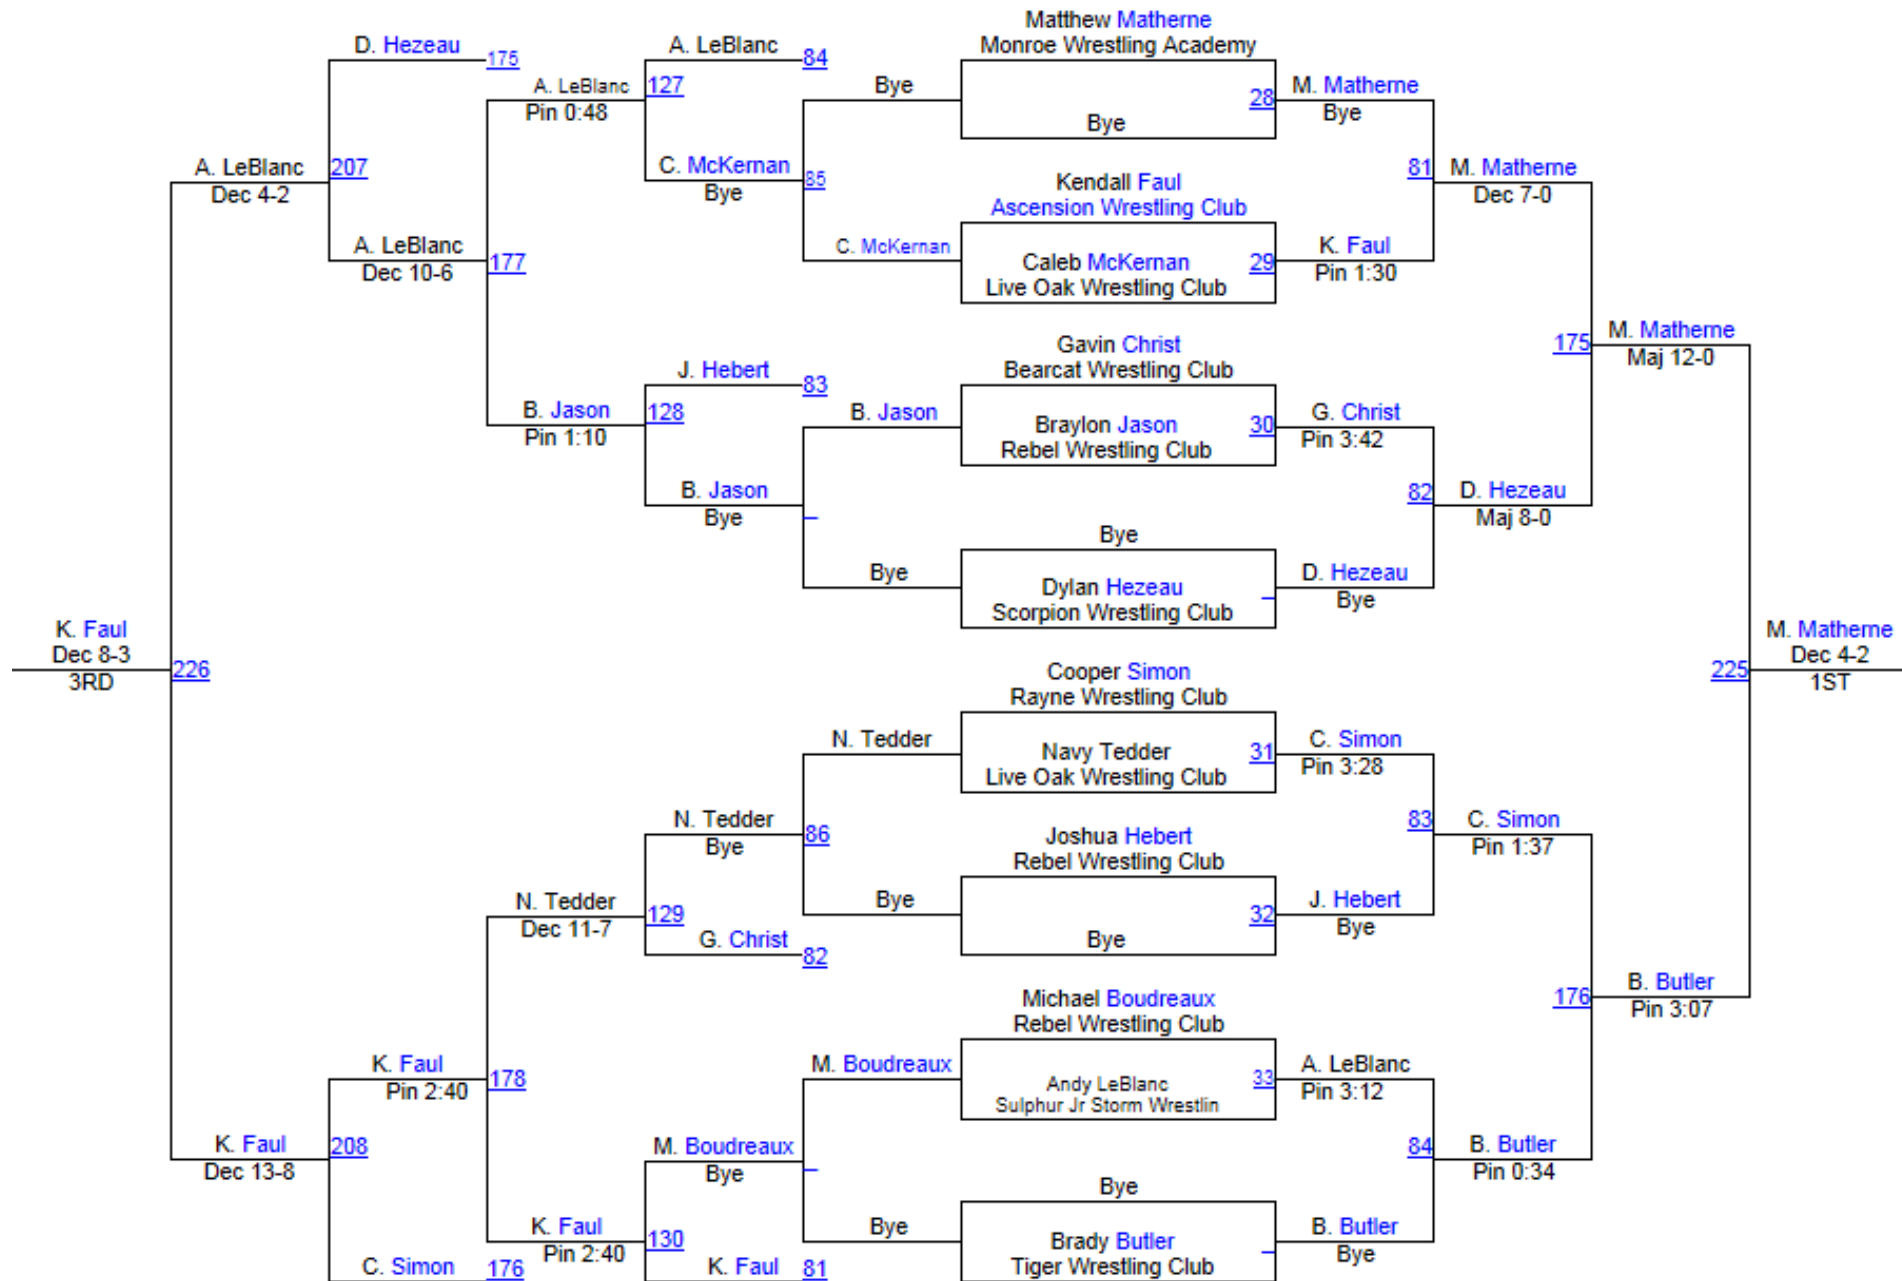 Matthew Matherne
D. Hezeau
A. LeBlanc
Monroe Wrestling Academy
175
84
A. LeBlanc
127
Bye
M. Matherne
Pin 0:48
28
Bye
Bye
A. LeBlanc
207
C. McKernan
81
M. Matherne
Dec 4-2
Bye
85
Kendall Faul
Dec 7-0
Ascension Wrestling Club
A. LeBlanc
C. McKernan
K. Faul
Dec 10-6
177
Caleb McKernan
29
Pin 1:30
Live Oak Wrestling Club
M. Matherne
Gavin Christ
175
Maj 12-0
J. Hebert
Bearcat Wrestling Club
83
B. Jason
128
B. Jason
G. Christ
Pin 1:10
Braylon Jason
30
Pin 3:42
Rebel Wrestling Club
B. Jason
82
D. Hezeau
Bye
Maj 8-0
Bye
Bye
D. Hezeau
Dylan Hezeau
Bye
Scorpion Wrestling Club
K. Faul
M. Matherne
Dec 8-3
Dec 4-2
226
Cooper Simon
225
3RD
1ST
Rayne Wrestling Club
N. Tedder
C. Simon
Navy Tedder
31
Pin 3:28
Live Oak Wrestling Club
N. Tedder
83
C. Simon
Bye
86
Joshua Hebert
Pin 1:37
Rebel Wrestling Club
N. Tedder
Bye
J. Hebert
Dec 11-7
129
32
Bye
G. Christ
Bye
82
B. Butler
Michael Boudreaux
176
Pin 3:07
Rebel Wrestling Club
K. Faul
M. Boudreaux
A. LeBlanc
Pin 2:40
178
Andy LeBlanc
33
Pin 3:12
Sulphur Jr Storm Wrestlin
K. Faul
208
M. Boudreaux
84
B. Butler
Dec 13-8
Bye
Pin 0:34
Bye
K. Faul
Bye
B. Butler
Pin 2:40
130
Brady Butler
Bye
C. Simon
176
K. Faul
81
Tiger Wrestling Club